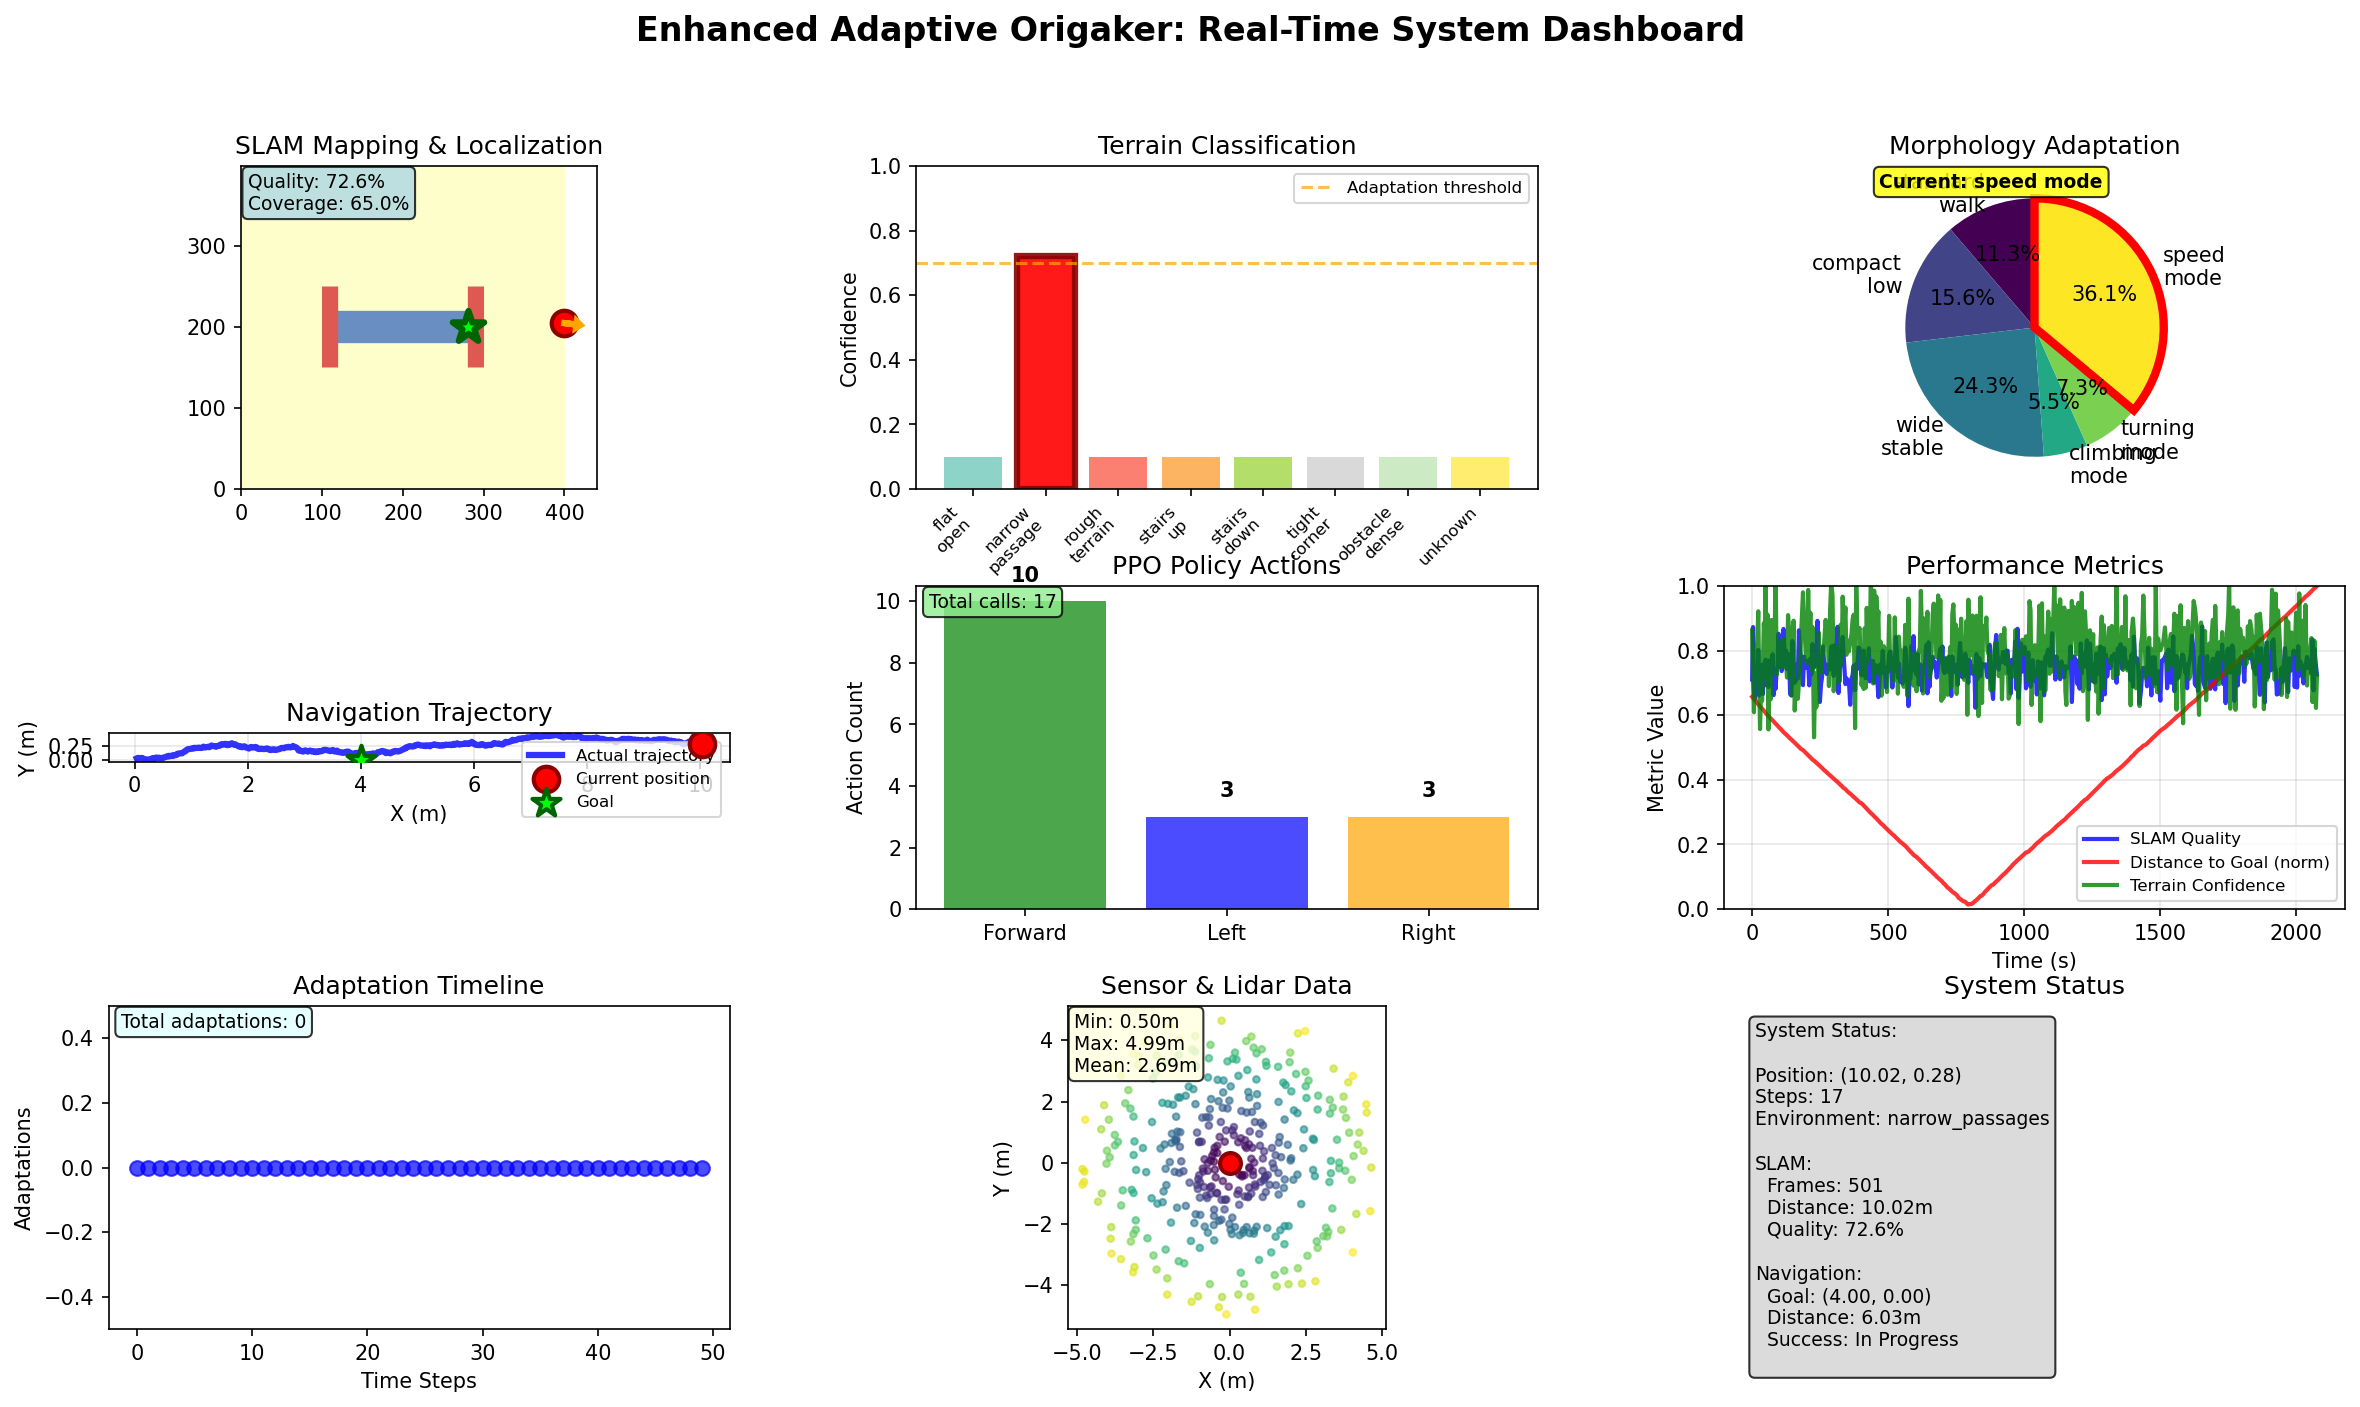 Enhanced Adaptive Origaker: Real-Time System Dashboard
SLAM Mapping & Localization
Quality: 72.6%
Coverage: 65.0%
300
200
100
0
0 100 200 300 400
Terrain Classification
Adaptation threshold
Confidence
1.0
0.8
0.6
0.4
0.2
0.0
flat
open
narrow
passage
rough
terrain
stairs
up
stairs
down
tight
corner
obstacle
dense
unknown
Morphology Adaptation
Current: speed mode
walk
compact
low
wide
stable
climbing
mode
turning
mode
speed
mode
11.3%
15.6%
24.3%
5.5%
7.3%
36.1%
Navigation Trajectory
Y (m)
0.25
0.00
0 2 4 6 8 10
X (m)
Actual trajectory
Current position
Goal
PPO Policy Actions
Total calls: 17
Action Count
10
8
6
4
2
0
10
3
3
Forward Left Right
Performance Metrics
Metric Value
1.0
0.8
0.6
0.4
0.2
0.0
0 500 1000 1500 2000
Time (s)
SLAM Quality
Distance to Goal (norm)
Terrain Confidence
Adaptation Timeline
Total adaptations: 0
Adaptations
0.4
0.2
0.0
−0.2
−0.4
0 10 20 30 40 50
Time Steps
Sensor & Lidar Data
Min: 0.50m
Max: 4.99m
Mean: 2.69m
Y (m)
4
2
0
−2
−4
−5.0 −2.5 0.0 2.5 5.0
X (m)
System Status
System Status:
Position: (10.02, 0.28)
Steps: 17
Environment: narrow_passages
SLAM:
Frames: 501
Distance: 10.02m
Quality: 72.6%
Navigation:
Goal: (4.00, 0.00)
Distance: 6.03m
Success: In Progress